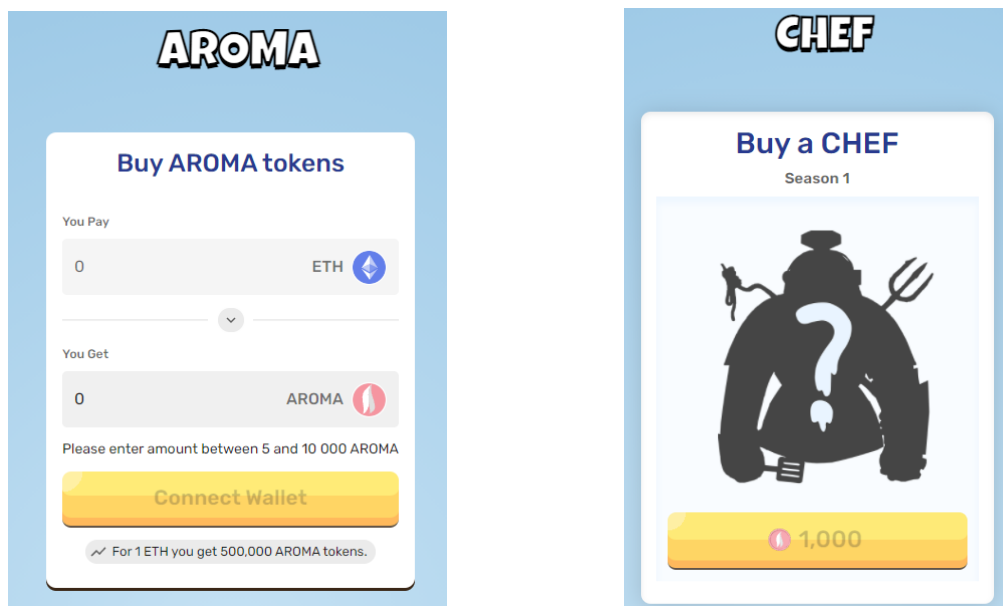 AROMA
Buy AROMA tokens
You Pay
0 ETH
You Get
0 AROMA
Please enter amount between 5 and 10 000 AROMA
Connect Wallet
For 1 ETH you get 500,000 AROMA tokens.
CHEF
Buy a CHEF
Season 1
?
1,000